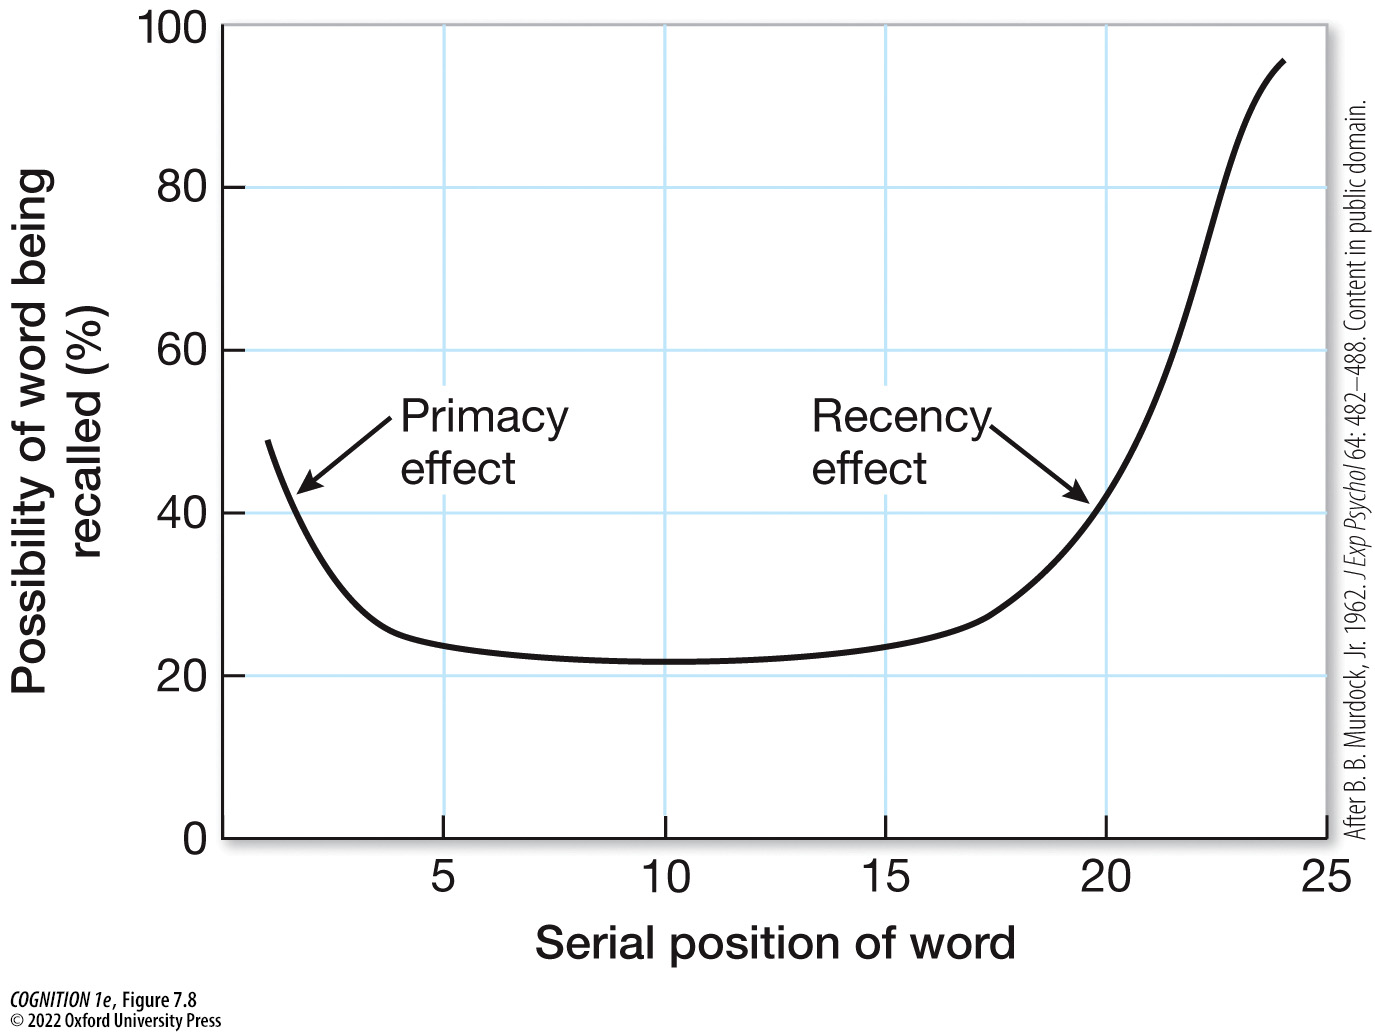 100
80
60
40
20
0
Possibility of word being
recalled (%)
Primacy
effect
Recency
effect
5 10 15 20 25
Serial position of word
After B. B. Murdock, Jr. 1962. J Exp Psychol 64: 482–488. Content in public domain.
COGNITION 1e, Figure 7.8
© 2022 Oxford University Press